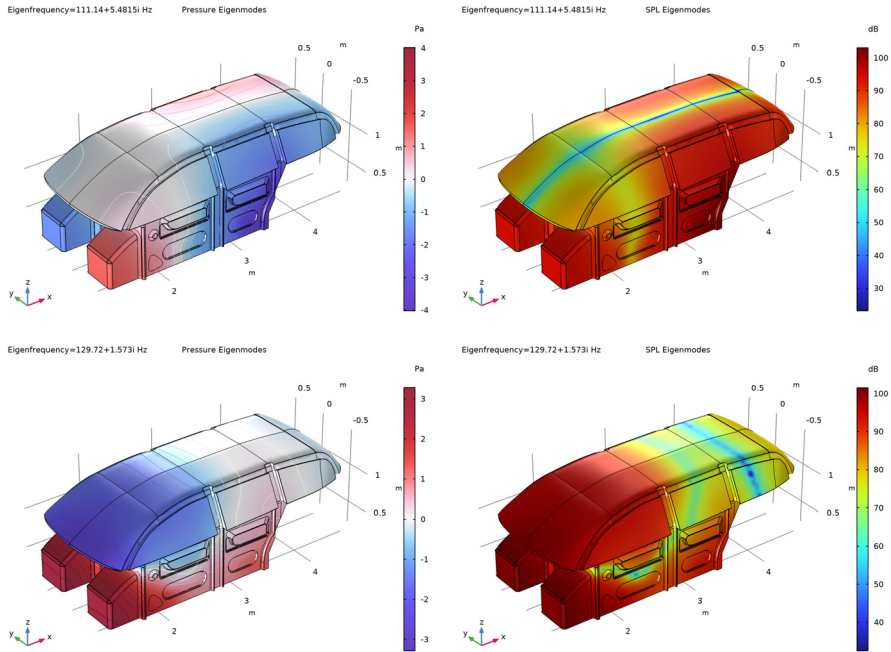 Eigenfrequency=111.14+5.4815i Hz Pressure Eigenmodes
Pa
m
0.5
0
-0.5
4
3
2
1
0
-1
-2
-3
-4
1
m
0.5
4
3
m
2
z
y
x
Eigenfrequency=111.14+5.4815i Hz SPL Eigenmodes
dB
m
0.5
0
-0.5
100
90
80
70
60
50
40
30
1
m
0.5
4
3
m
2
z
y
x
Eigenfrequency=129.72+1.573i Hz Pressure Eigenmodes
Pa
m
0.5
0
-0.5
3
2
1
0
-1
-2
-3
1
m
0.5
4
3
m
2
z
y
x
Eigenfrequency=129.72+1.573i Hz SPL Eigenmodes
dB
m
0.5
0
-0.5
100
90
80
70
60
50
40
1
m
0.5
4
3
m
2
z
y
x